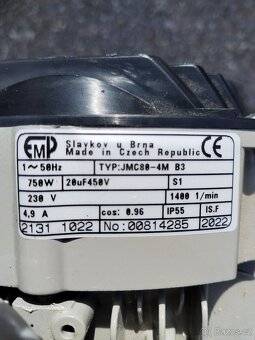 EMP
Slavkov u Brna
Made in Czech Republic
CE
1~50Hz TYP:JMC80-4M B3
750W 20uF450V S1
230 V 1400 1/min
4,9 A cos: 0.96 IP55 IS.F
2131 1022 No:00814285 2022